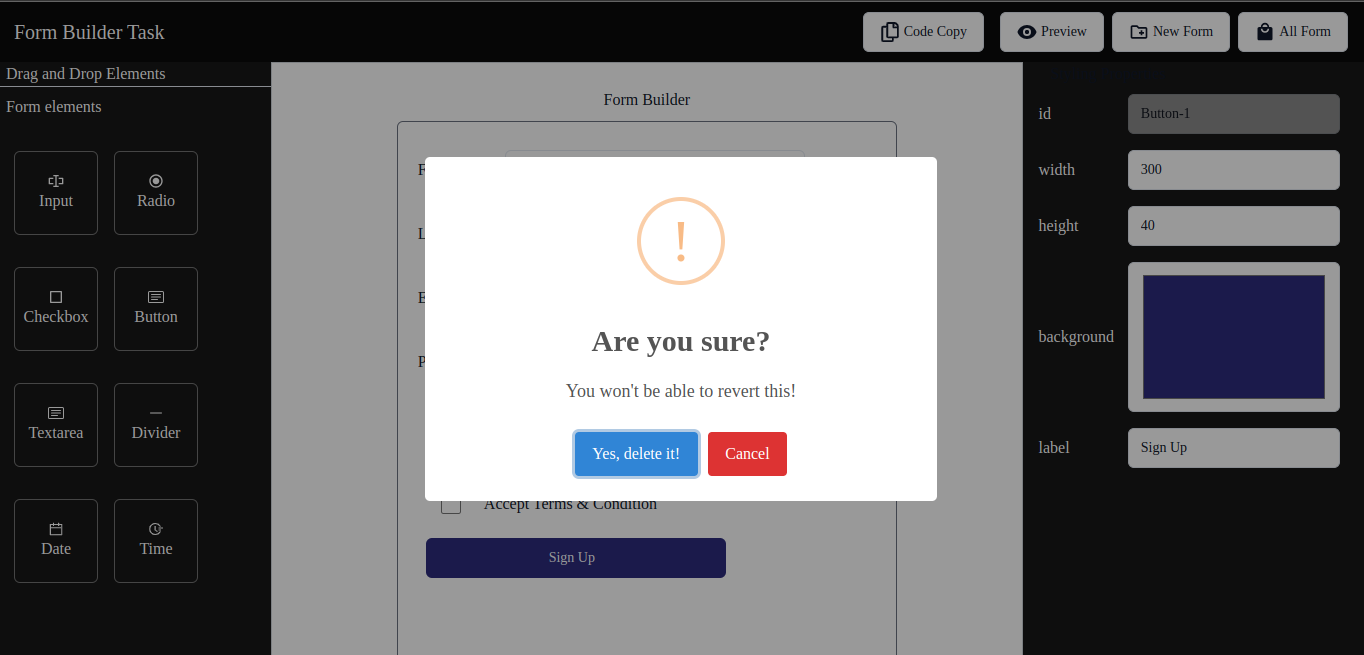 Form Builder Task
Code Copy
Preview
New Form
All Form
Drag and Drop Elements
Form elements
Input
Radio
Checkbox
Button
Textarea
Divider
Date
Time
Form Builder
F
L
E
P
!
Are you sure?
You won't be able to revert this!
Yes, delete it!
Cancel
Accept Terms & Condition
Sign Up
id
Button-1
width
300
height
40
background
label
Sign Up